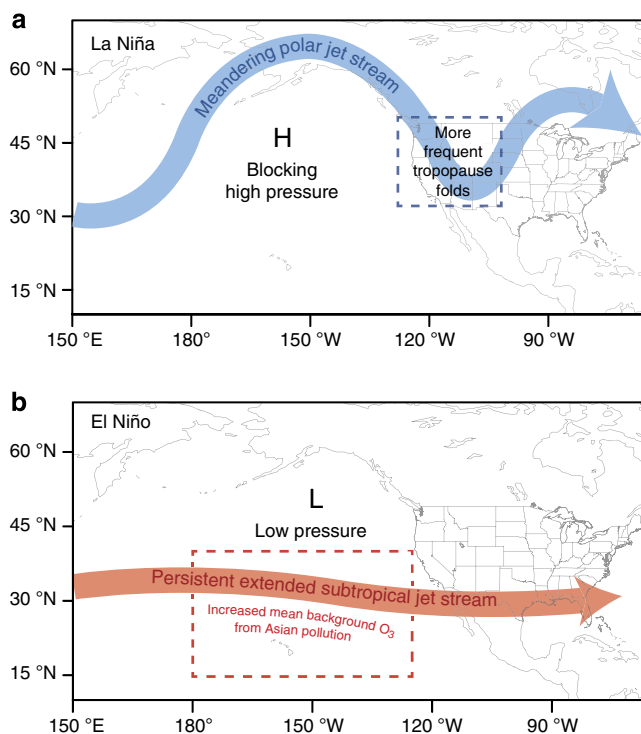 a
La Niña
Meandering polar jet stream
60 °N
45 °N
30 °N
15 °N
H
Blocking
high pressure
More
frequent
tropopause
folds
150 °E
180°
150 °W
120 °W
90 °W
b
El Niño
60 °N
45 °N
30 °N
15 °N
L
Low pressure
Persistent extended subtropical jet stream
Increased mean background O₃
from Asian pollution
150 °E
180°
150 °W
120 °W
90 °W